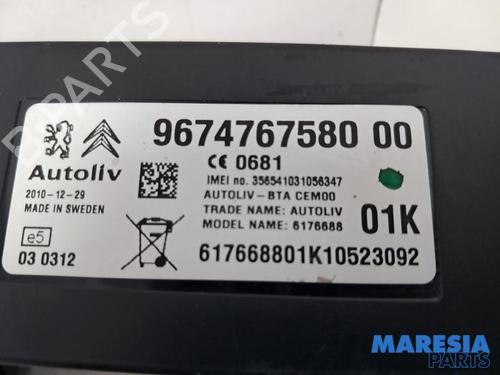 9674767580 00
Autoliv
CE 0681
IMEI no. 356541031056347
2010-12-29
MADE IN SWEDEN
AUTOLIV-BTA CEM00
TRADE NAME: AUTOLIV
MODEL NAME: 6176688
01K
e5
03 0312
617668801K10523092
B-PARTS
MARESIA
PARTS